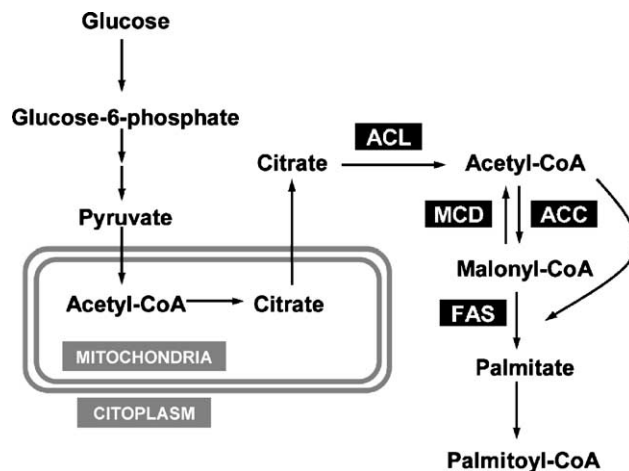 Glucose
Glucose-6-phosphate
Pyruvate
Acetyl-CoA
Citrate
MITOCHONDRIA
CITOPLASM
Citrate
ACL
Acetyl-CoA
MCD
ACC
Malonyl-CoA
FAS
Palmitate
Palmitoyl-CoA